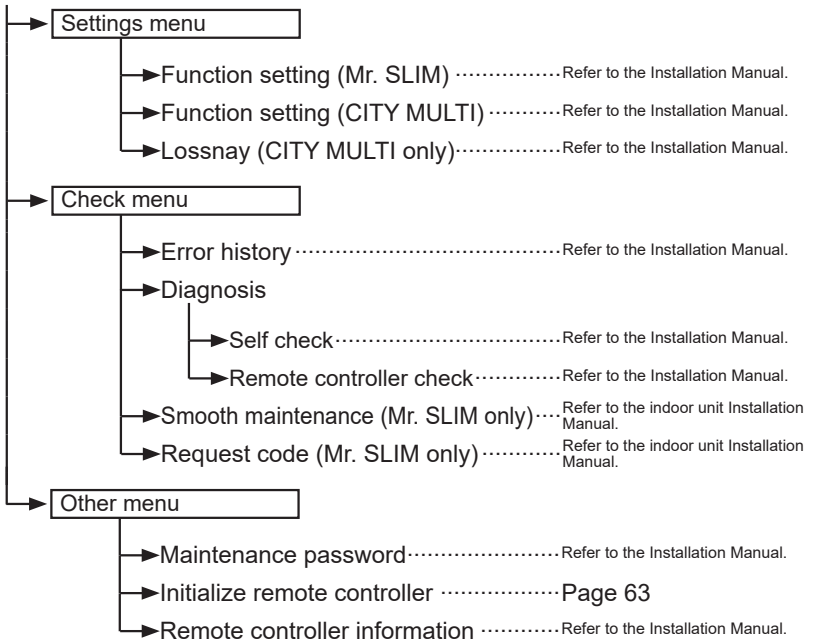 Settings menu
Function setting (Mr. SLIM) ················ Refer to the Installation Manual.
Function setting (CITY MULTI) ··········· Refer to the Installation Manual.
Lossnay (CITY MULTI only) ················ Refer to the Installation Manual.
Check menu
Error history ······································ Refer to the Installation Manual.
Diagnosis
Self check ································ Refer to the Installation Manual.
Remote controller check ············ Refer to the Installation Manual.
Smooth maintenance (Mr. SLIM only) ···· Refer to the indoor unit Installation
Manual.
Request code (Mr. SLIM only) ············ Refer to the indoor unit Installation
Manual.
Other menu
Maintenance password ······················ Refer to the Installation Manual.
Initialize remote controller ················· Page 63
Remote controller information ············ Refer to the Installation Manual.